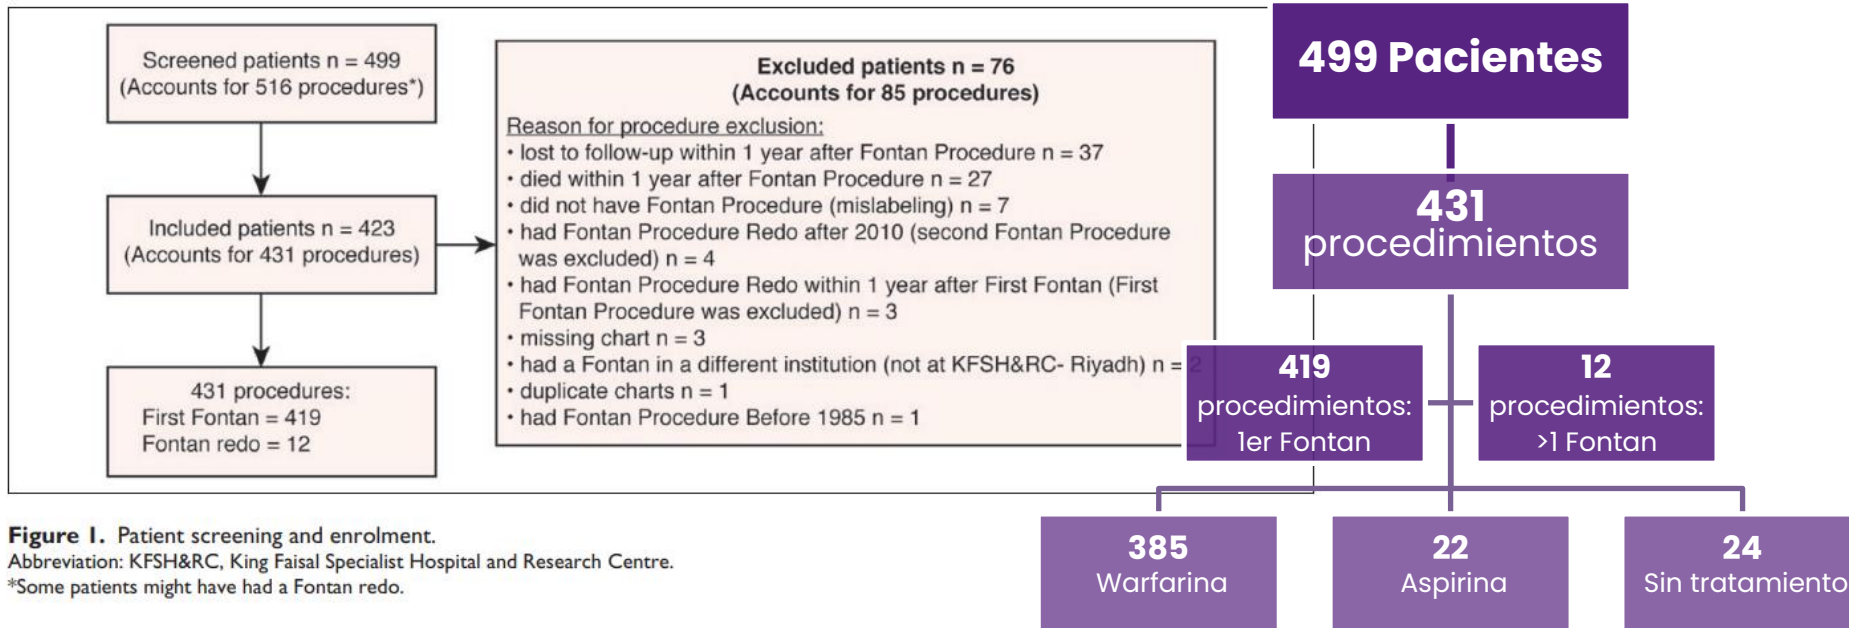 Screened patients n = 499
(Accounts for 516 procedures*)
Included patients n = 423
(Accounts for 431 procedures)
431 procedures:
First Fontan = 419
Fontan redo = 12
Excluded patients n = 76
(Accounts for 85 procedures)
Reason for procedure exclusion:
• lost to follow-up within 1 year after Fontan Procedure n = 37
• died within 1 year after Fontan Procedure n = 27
• did not have Fontan Procedure (mislabeling) n = 7
• had Fontan Procedure Redo after 2010 (second Fontan Procedure
was excluded) n = 4
• had Fontan Procedure Redo within 1 year after First Fontan (First
Fontan Procedure was excluded) n = 3
• missing chart n = 3
• had a Fontan in a different institution (not at KFSH&RC- Riyadh) n = 2
• duplicate charts n = 1
• had Fontan Procedure Before 1985 n = 1
Figure 1. Patient screening and enrolment.
Abbreviation: KFSH&RC, King Faisal Specialist Hospital and Research Centre.
*Some patients might have had a Fontan redo.
499 Pacientes
431
procedimientos
419
procedimientos:
1er Fontan
12
procedimientos:
>1 Fontan
385
Warfarina
22
Aspirina
24
Sin tratamiento